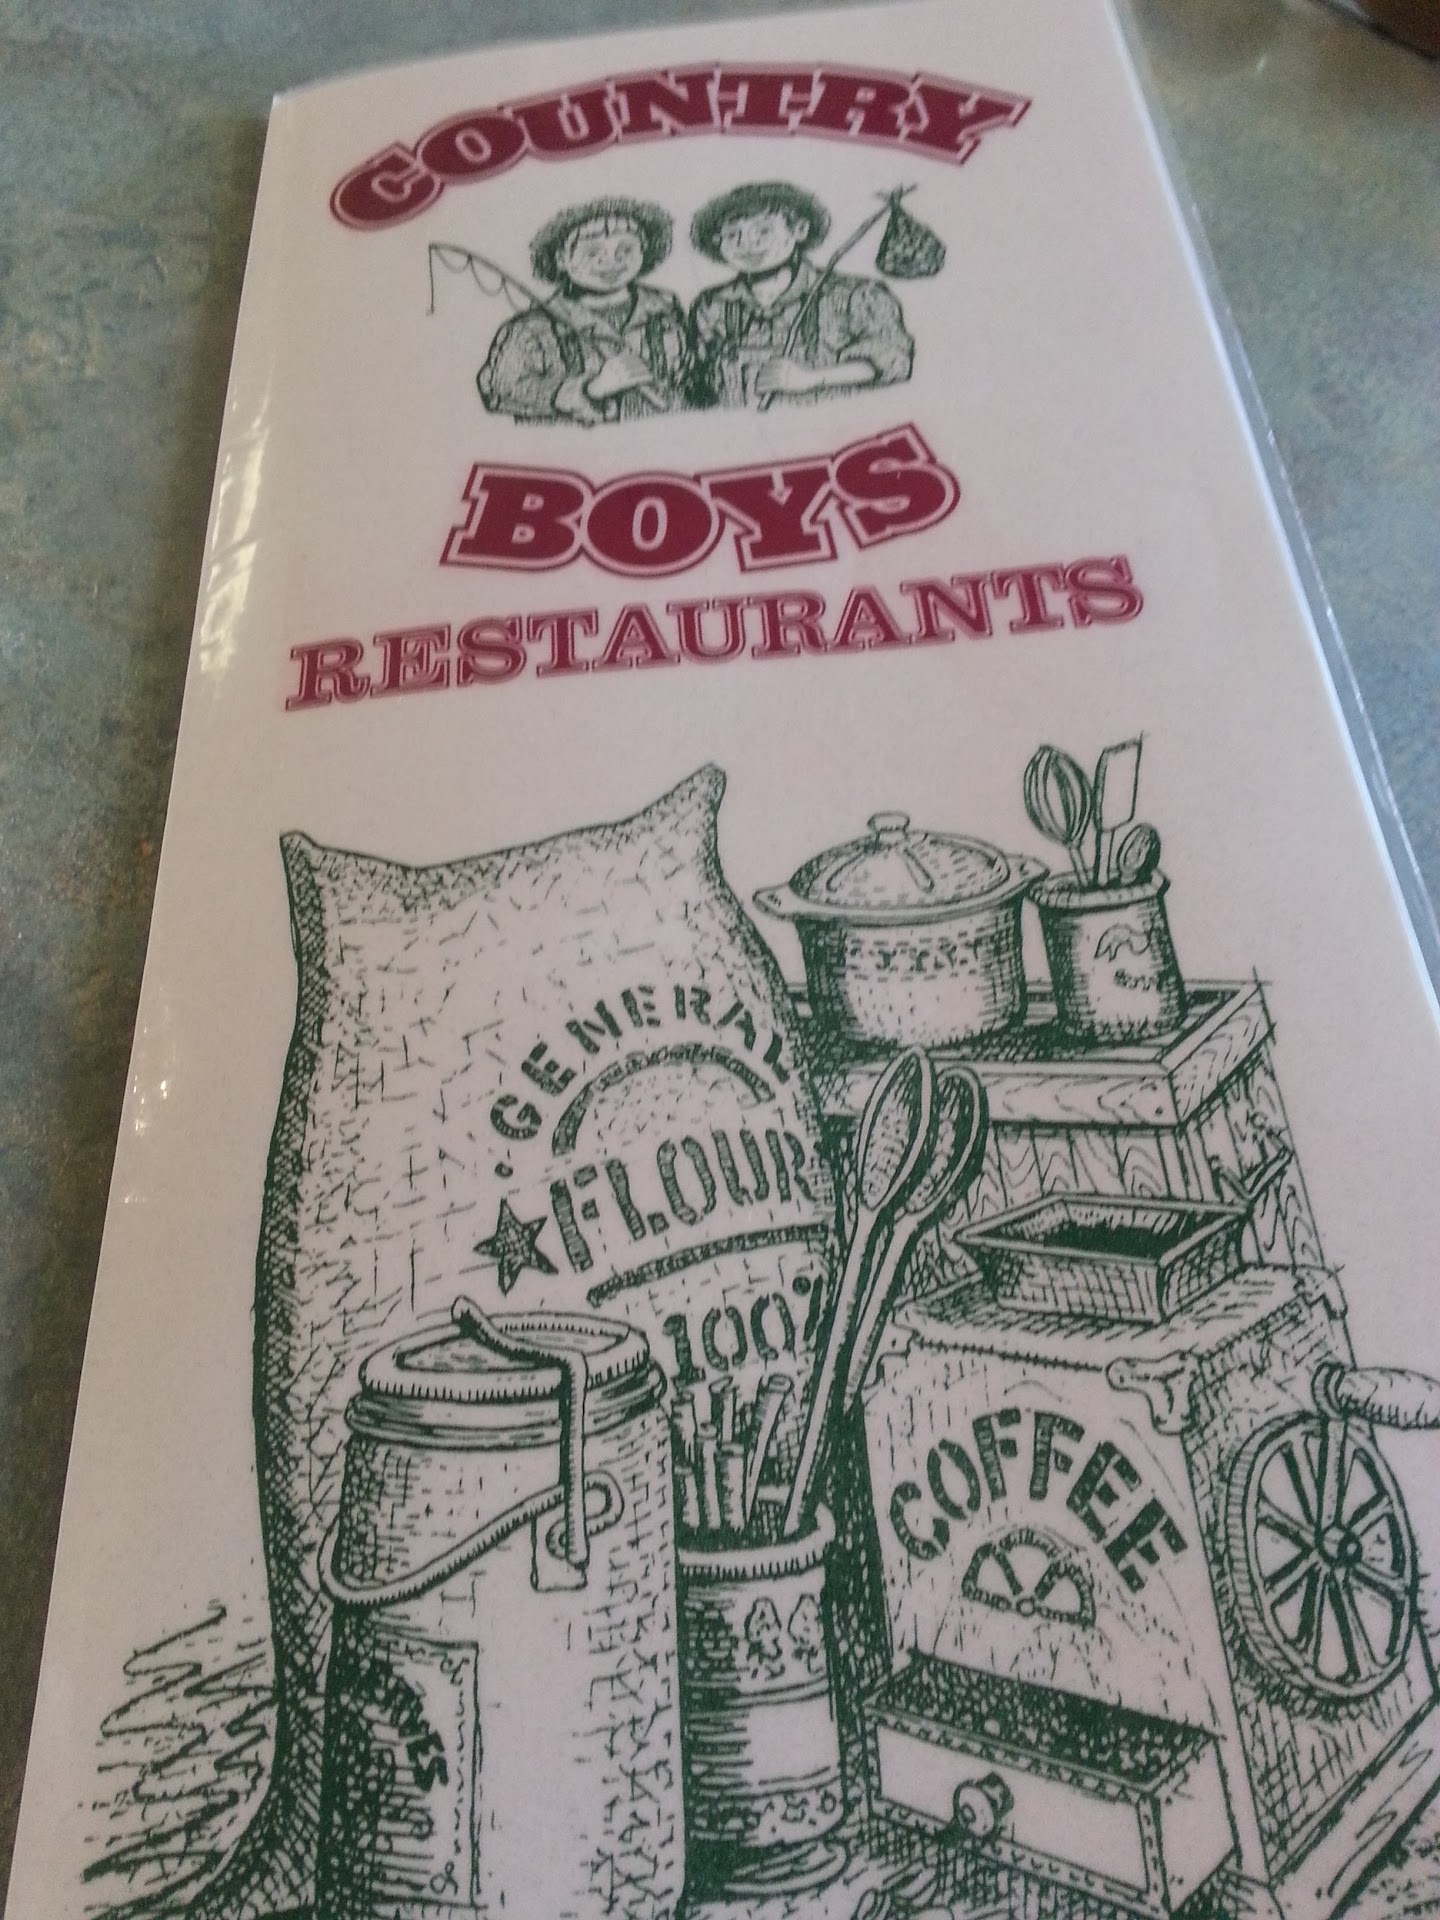 COUNTRY
BOYS
RESTAURANTS
GENERAL
FLOUR
100%
COFFEE